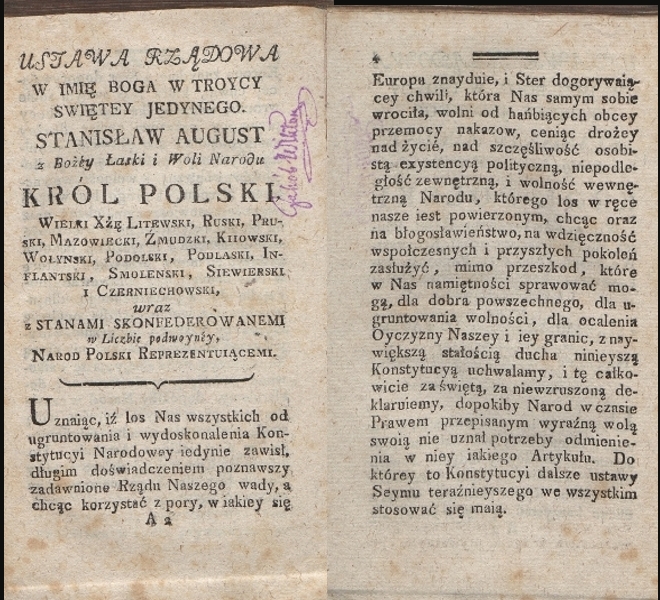 USTAWA RZĄDOWA
W IMIĘ BOGA W TROYCY
SWIĘTEY JEDYNEGO.
STANISŁAW AUGUST
z Bożey Łaski i Woli Narodu
KRÓL POLSKI,
Wielki Xżę Litewski, Ruski, Pru-
ski, Mazowiecki, Zmudzki, Kiiowski,
Wołynski, Podolski, Podlaski, In-
flantski, Smolenski, Siewierski
i Czerniechowski,
wraz
z STANAMI SKONFEDEROWANEMI
w Liczbie podwoyney,
Narod Polski Reprezentuiącemi.
Uznaiąc, iż los Nas wszystkich od
ugruntowania i wydoskonalenia Kon-
stytucyi Narodowey iedynie zawisł,
długim doświadczeniem poznawszy
zadawnione Rządu Naszego wady, a
chcąc korzystać z pory, w iakiey się
A 2
4
Europa znayduie, i Ster dogorywaią-
cey chwili, która Nas samym sobie
wrociła, wolni od hańbiących obcey
przemocy nakazow, ceniąc drożey
nad życie, nad szczęśliwość osobi-
stą exystencyą polityczną, niepodle-
głość zewnętrzną, i wolność wewnę-
trzną Narodu, którego los w ręce
nasze iest powierzonym, chcąc oraz
na błogosławieństwo, na wdzięczność
wspołczesnych i przyszłych pokoleń
zasłużyć, mimo przeszkod, które
w Nas namiętności sprawować mo-
gą, dla dobra powszechnego, dla u-
gruntowania wolności, dla ocalenia
Oyczyzny Naszey i iey granic, z nay-
większą stałością ducha ninieyszą
Konstytucyą uchwalamy, i tę całko-
wicie za świętą, za niewzruszoną de-
klaruiemy, dopokiby Narod w czasie
Prawem przepisanym wyraźną wolą
swoią nie uznał potrzeby odmienie-
nia w niey iakiego Artykułu. Do
którey to Konstytucyi dalsze ustawy
Seymu teraźnieyszego we wszystkim
stosować się maią.